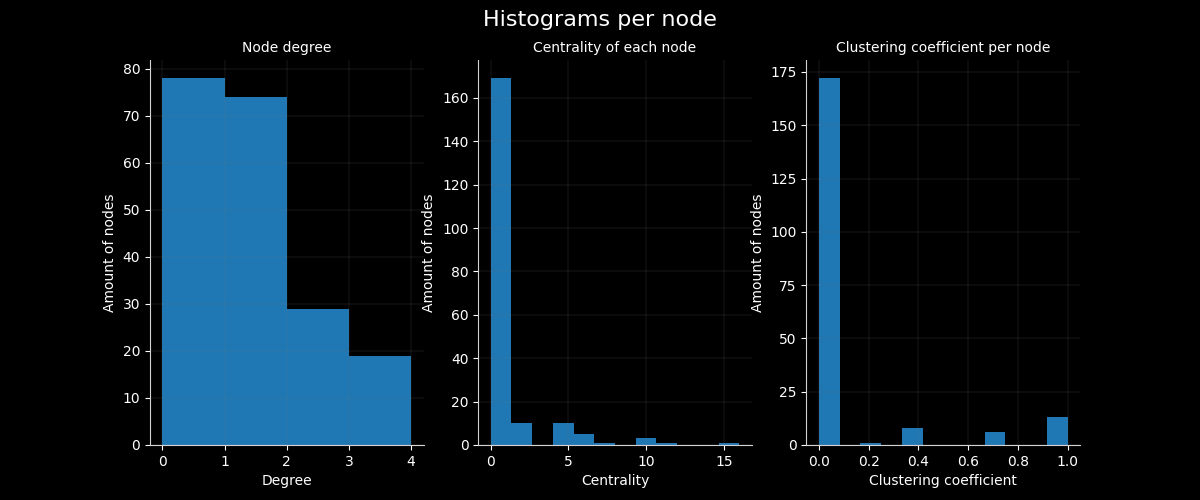 Histograms per node
Node degree
80
70
60
50
40
30
20
10
0
Amount of nodes
0 1 2 3 4
Degree
Centrality of each node
160
140
120
100
80
60
40
20
0
Amount of nodes
0 5 10 15
Centrality
Clustering coefficient per node
175
150
125
100
75
50
25
0
Amount of nodes
0.0 0.2 0.4 0.6 0.8 1.0
Clustering coefficient